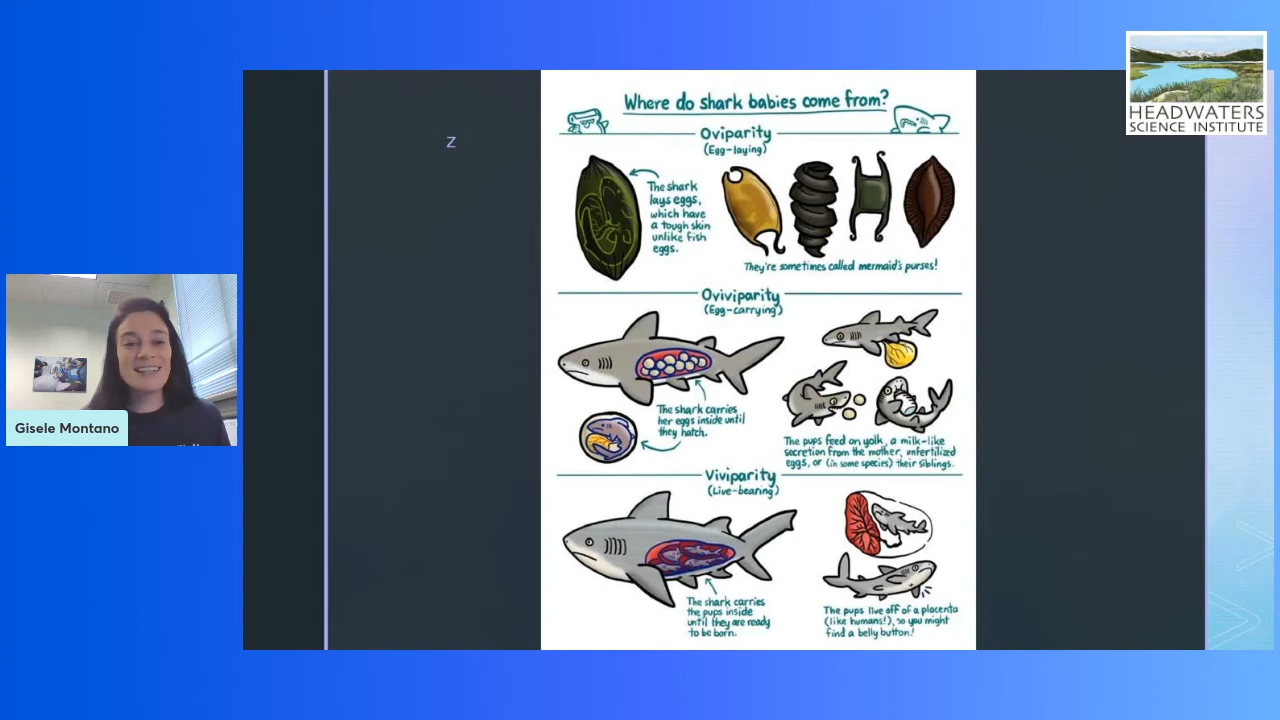 HEADWATERS
SCIENCE INSTITUTE
Z
Where do shark babies come from?
Oviparity
(Egg-laying)
The shark
lays eggs,
which have
a tough skin
unlike fish
eggs.
They're sometimes called mermaid's purses!
Oviviparity
(Egg-carrying)
The shark carries
her eggs inside until
they hatch.
The pups feed on yolk, a milk-like
secretion from the mother, unfertilized
eggs, or (in some species) their siblings.
Viviparity
(Live-bearing)
The shark carries
the pups inside
until they are ready
to be born.
The pups live off of a placenta
(like humans!), so you might
find a belly button!
Gisele Montano